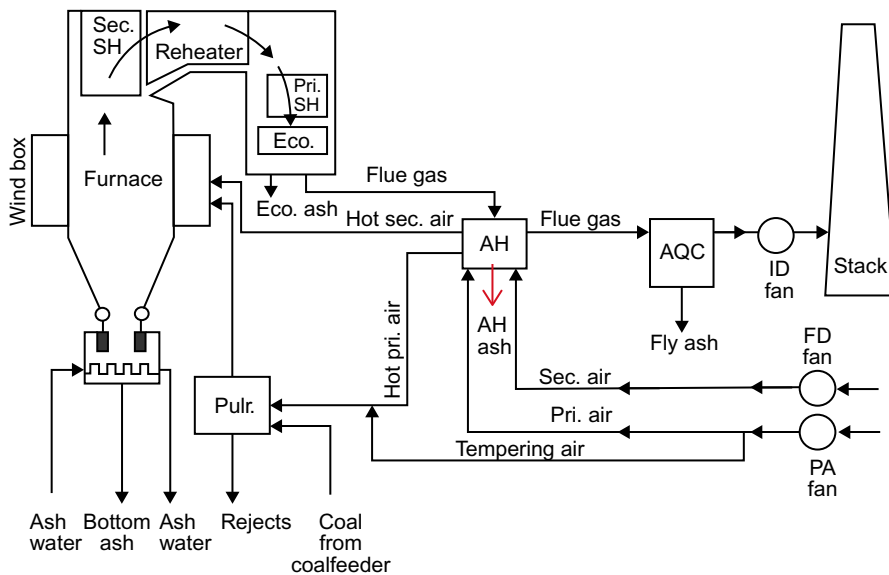 Sec.
SH
Reheater
Pri.
SH
Eco.
Wind box
Furnace
Flue gas
Eco. ash
Hot sec. air
AH
Flue gas
AQC
ID
fan
Stack
AH
ash
Fly ash
Hot pri. air
FD
fan
Sec. air
Pulr.
Pri. air
Tempering air
PA
fan
Ash
water
Bottom
ash
Ash
water
Rejects
Coal
from
coalfeeder